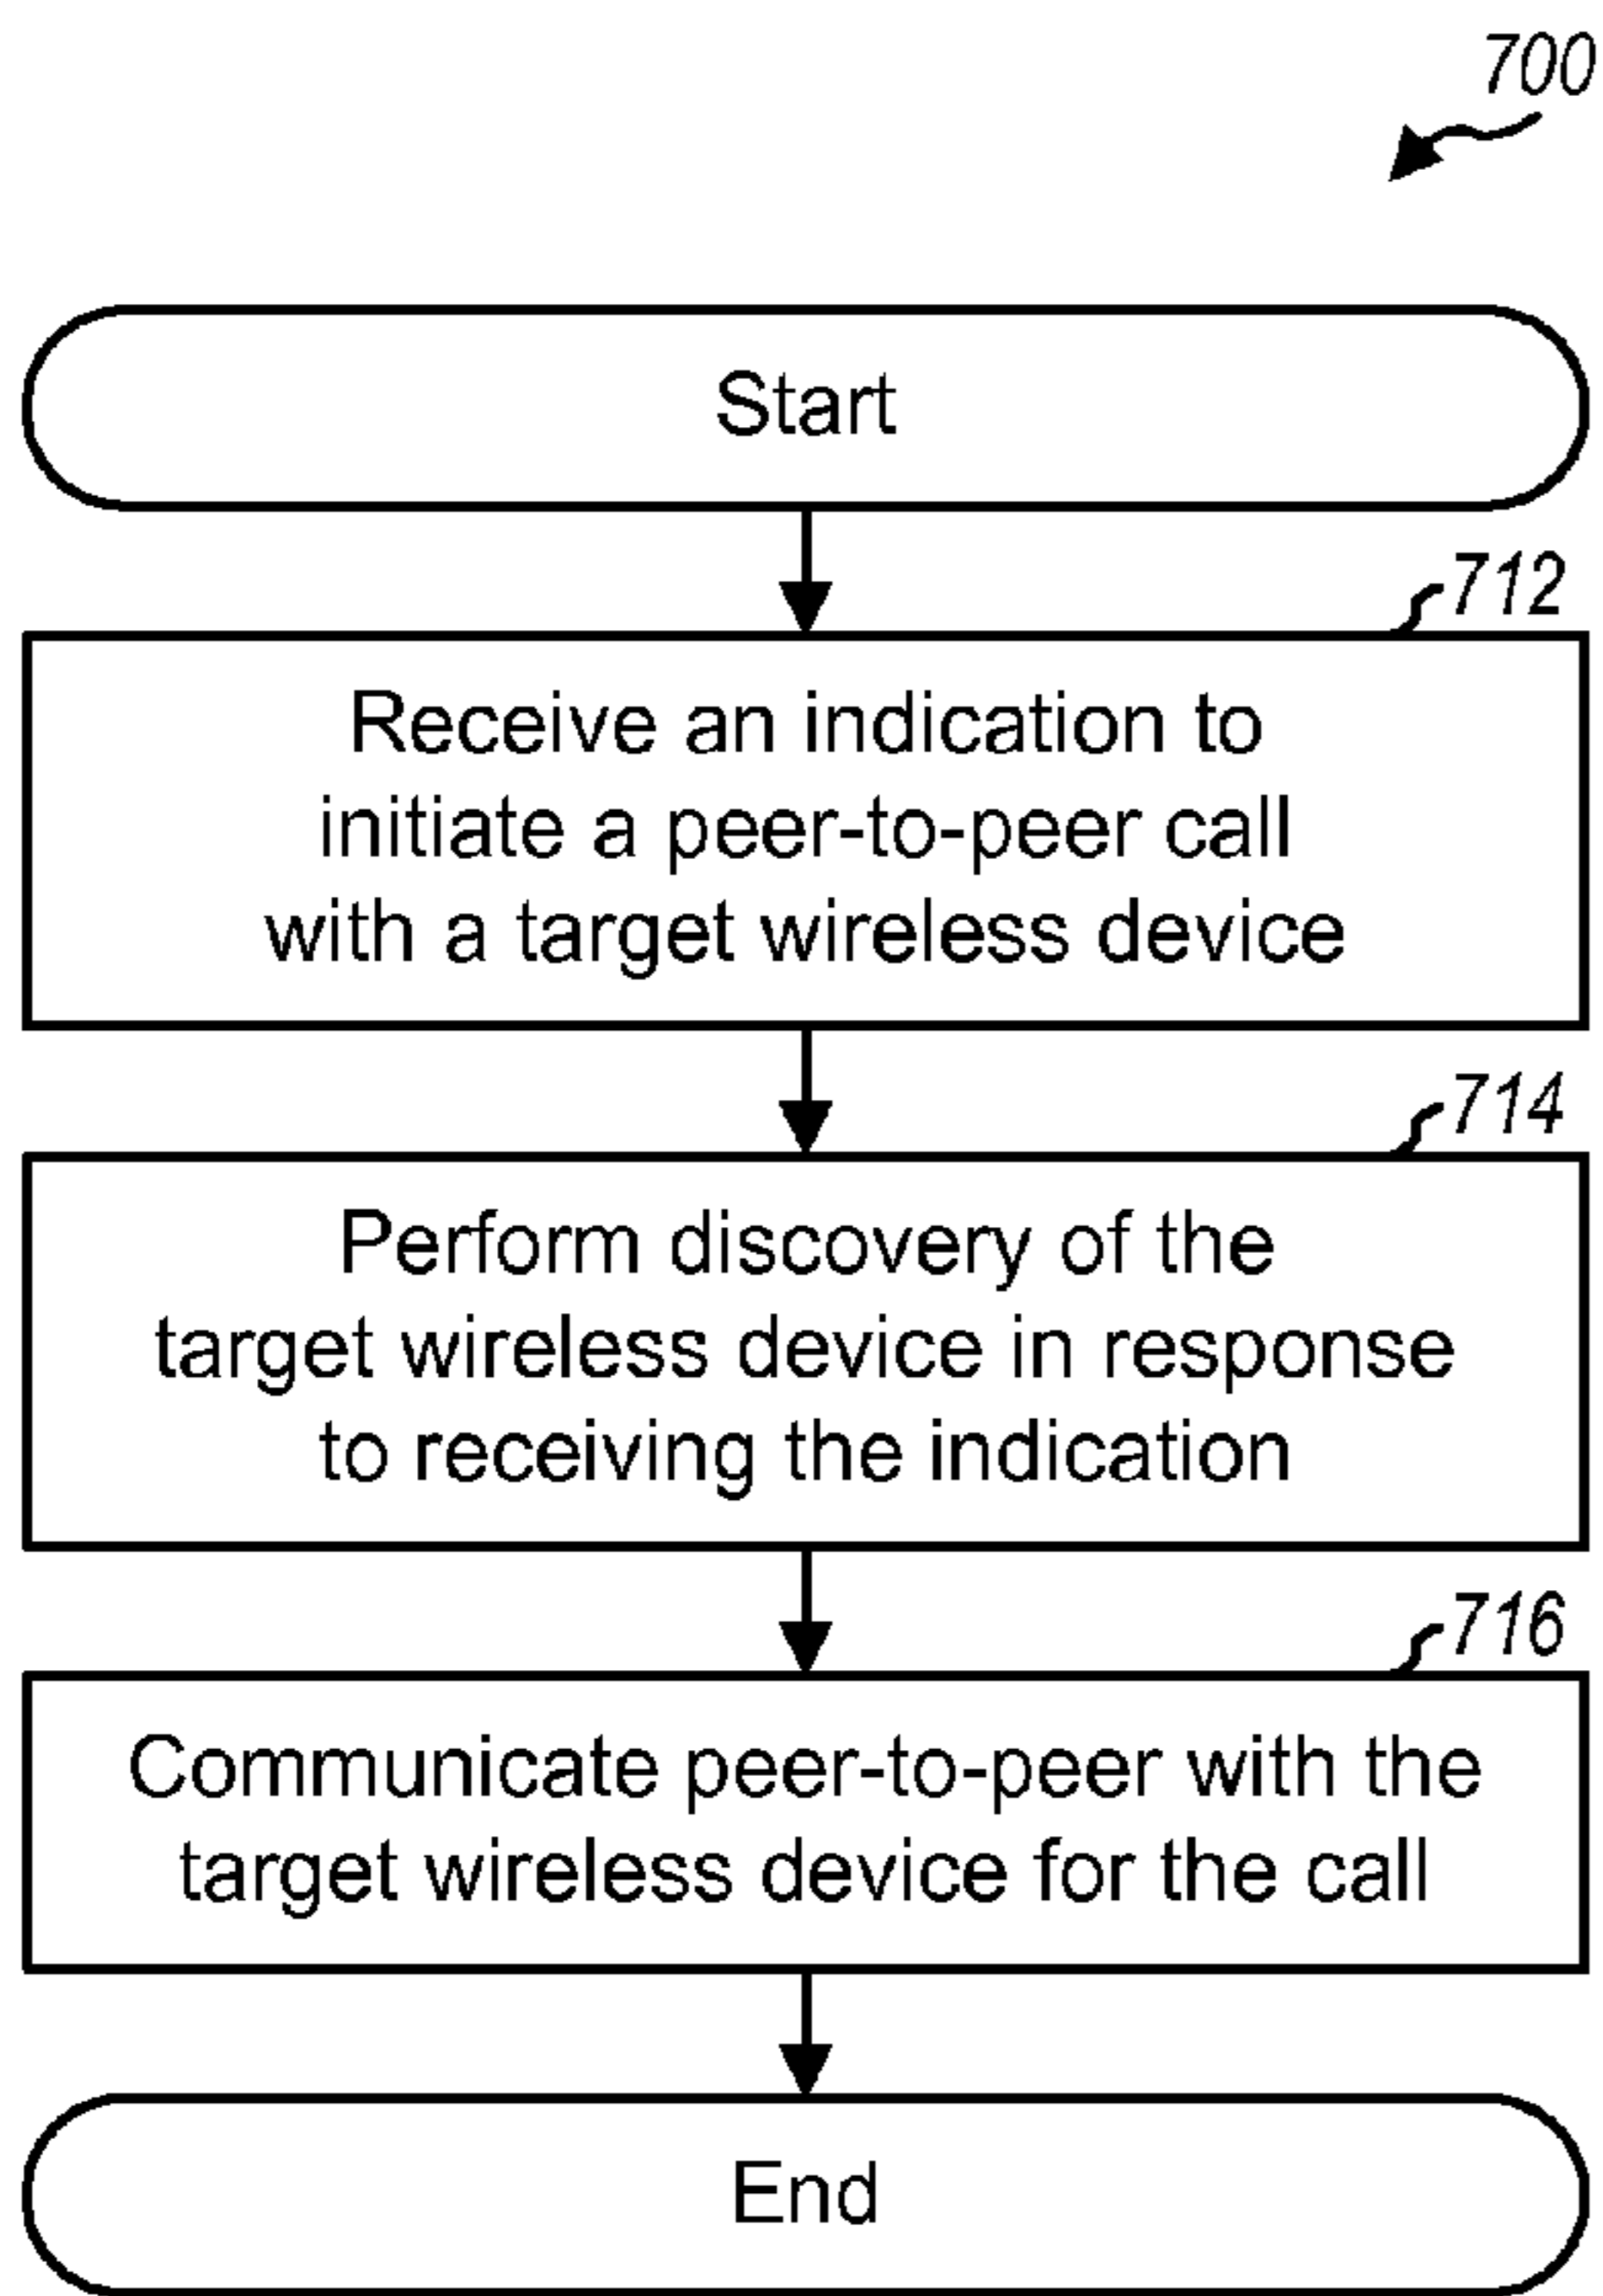 700
Start
712
Receive an indication to
initiate a peer-to-peer call
with a target wireless device
714
Perform discovery of the
target wireless device in response
to receiving the indication
716
Communicate peer-to-peer with the
target wireless device for the call
End